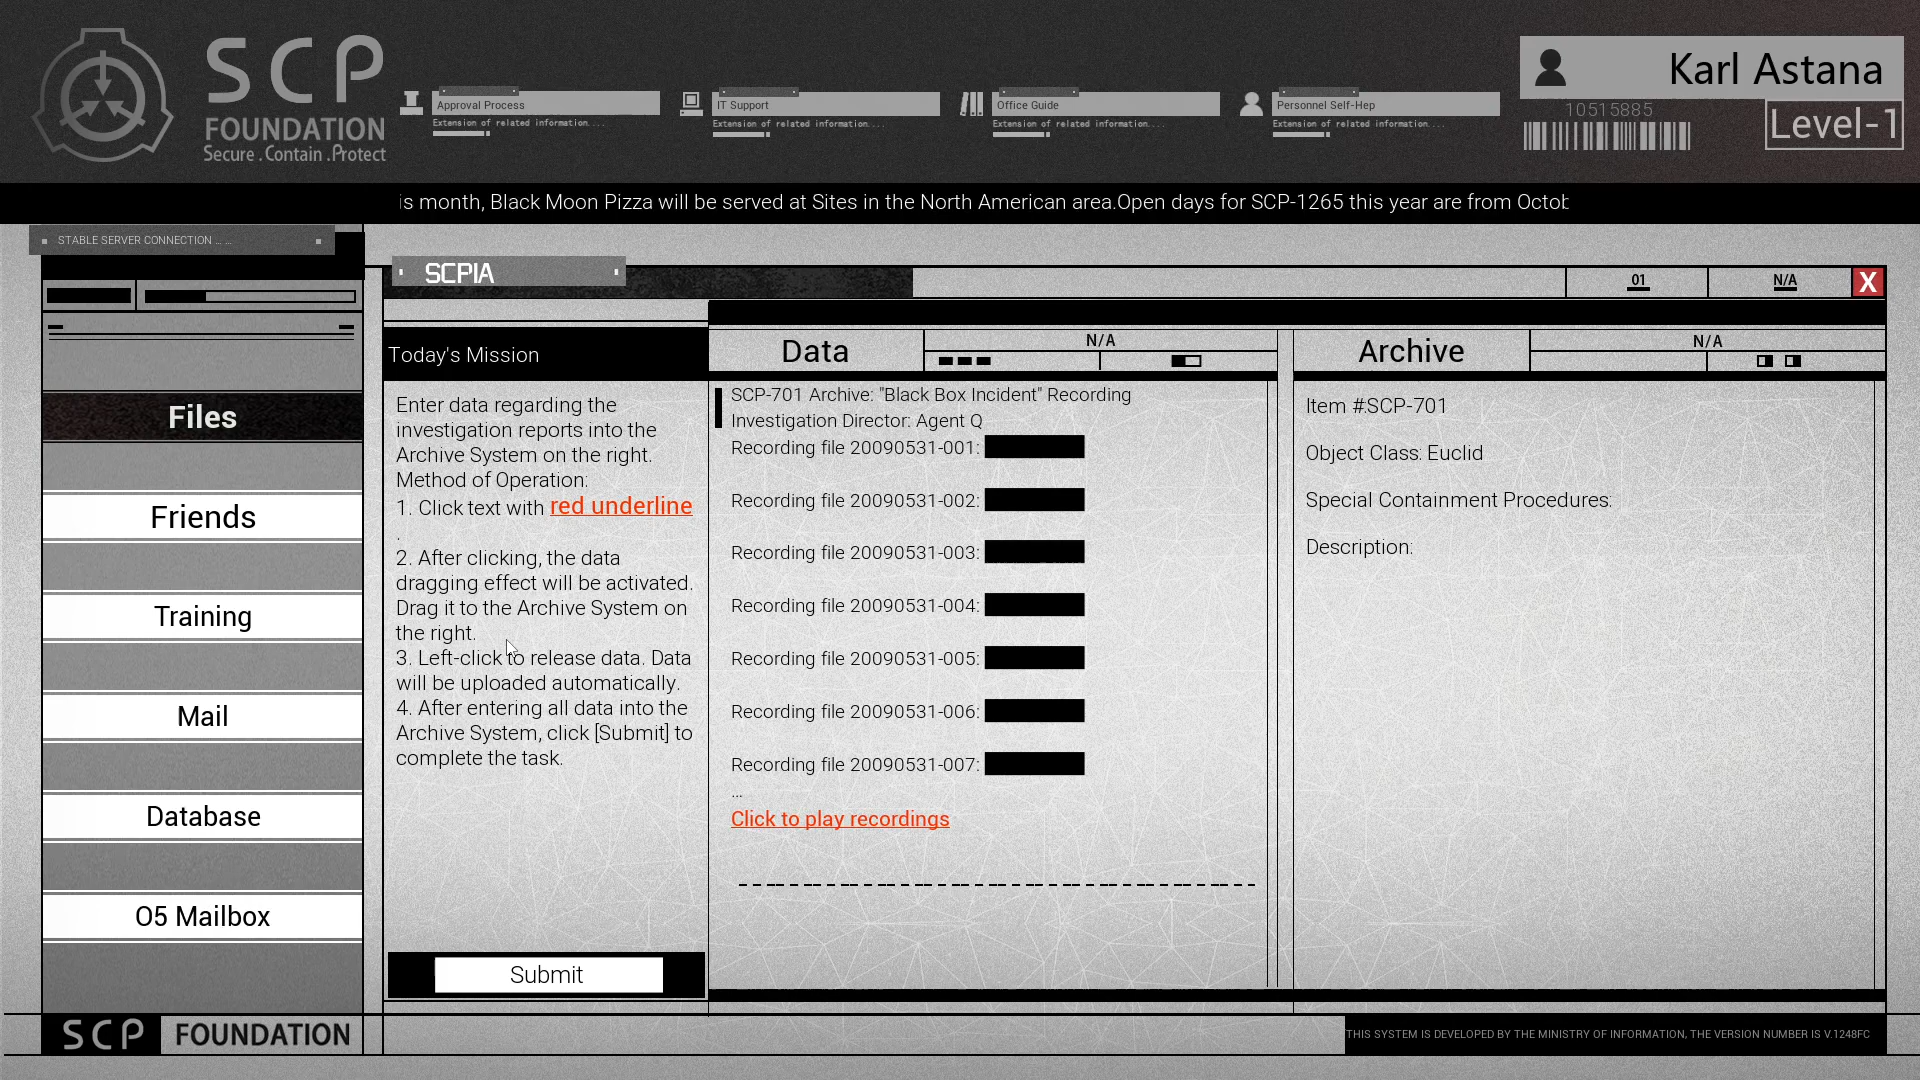 SCP
FOUNDATION
Secure . Contain . Protect
Approval Process
Extension of related information....
IT Support
Extension of related information....
Office Guide
Extension of related information....
Personnel Self-Hep
Extension of related information....
Karl Astana
10515885
Level-1
is month, Black Moon Pizza will be served at Sites in the North American area.Open days for SCP-1265 this year are from Octob
STABLE SERVER CONNECTION ... ...
Files
Friends
Training
Mail
Database
O5 Mailbox
SCPIA
01
N/A
X
Today's Mission
Enter data regarding the
investigation reports into the
Archive System on the right.
Method of Operation:
1. Click text with red underline
.
2. After clicking, the data
dragging effect will be activated.
Drag it to the Archive System on
the right.
3. Left-click to release data. Data
will be uploaded automatically.
4. After entering all data into the
Archive System, click [Submit] to
complete the task.
Submit
Data
N/A
SCP-701 Archive: "Black Box Incident" Recording
Investigation Director: Agent Q
Recording file 20090531-001:
Recording file 20090531-002:
Recording file 20090531-003:
Recording file 20090531-004:
Recording file 20090531-005:
Recording file 20090531-006:
Recording file 20090531-007:
...
Click to play recordings
Archive
N/A
Item #:SCP-701
Object Class: Euclid
Special Containment Procedures:
Description:
SCP FOUNDATION
THIS SYSTEM IS DEVELOPED BY THE MINISTRY OF INFORMATION, THE VERSION NUMBER IS V.1248FC